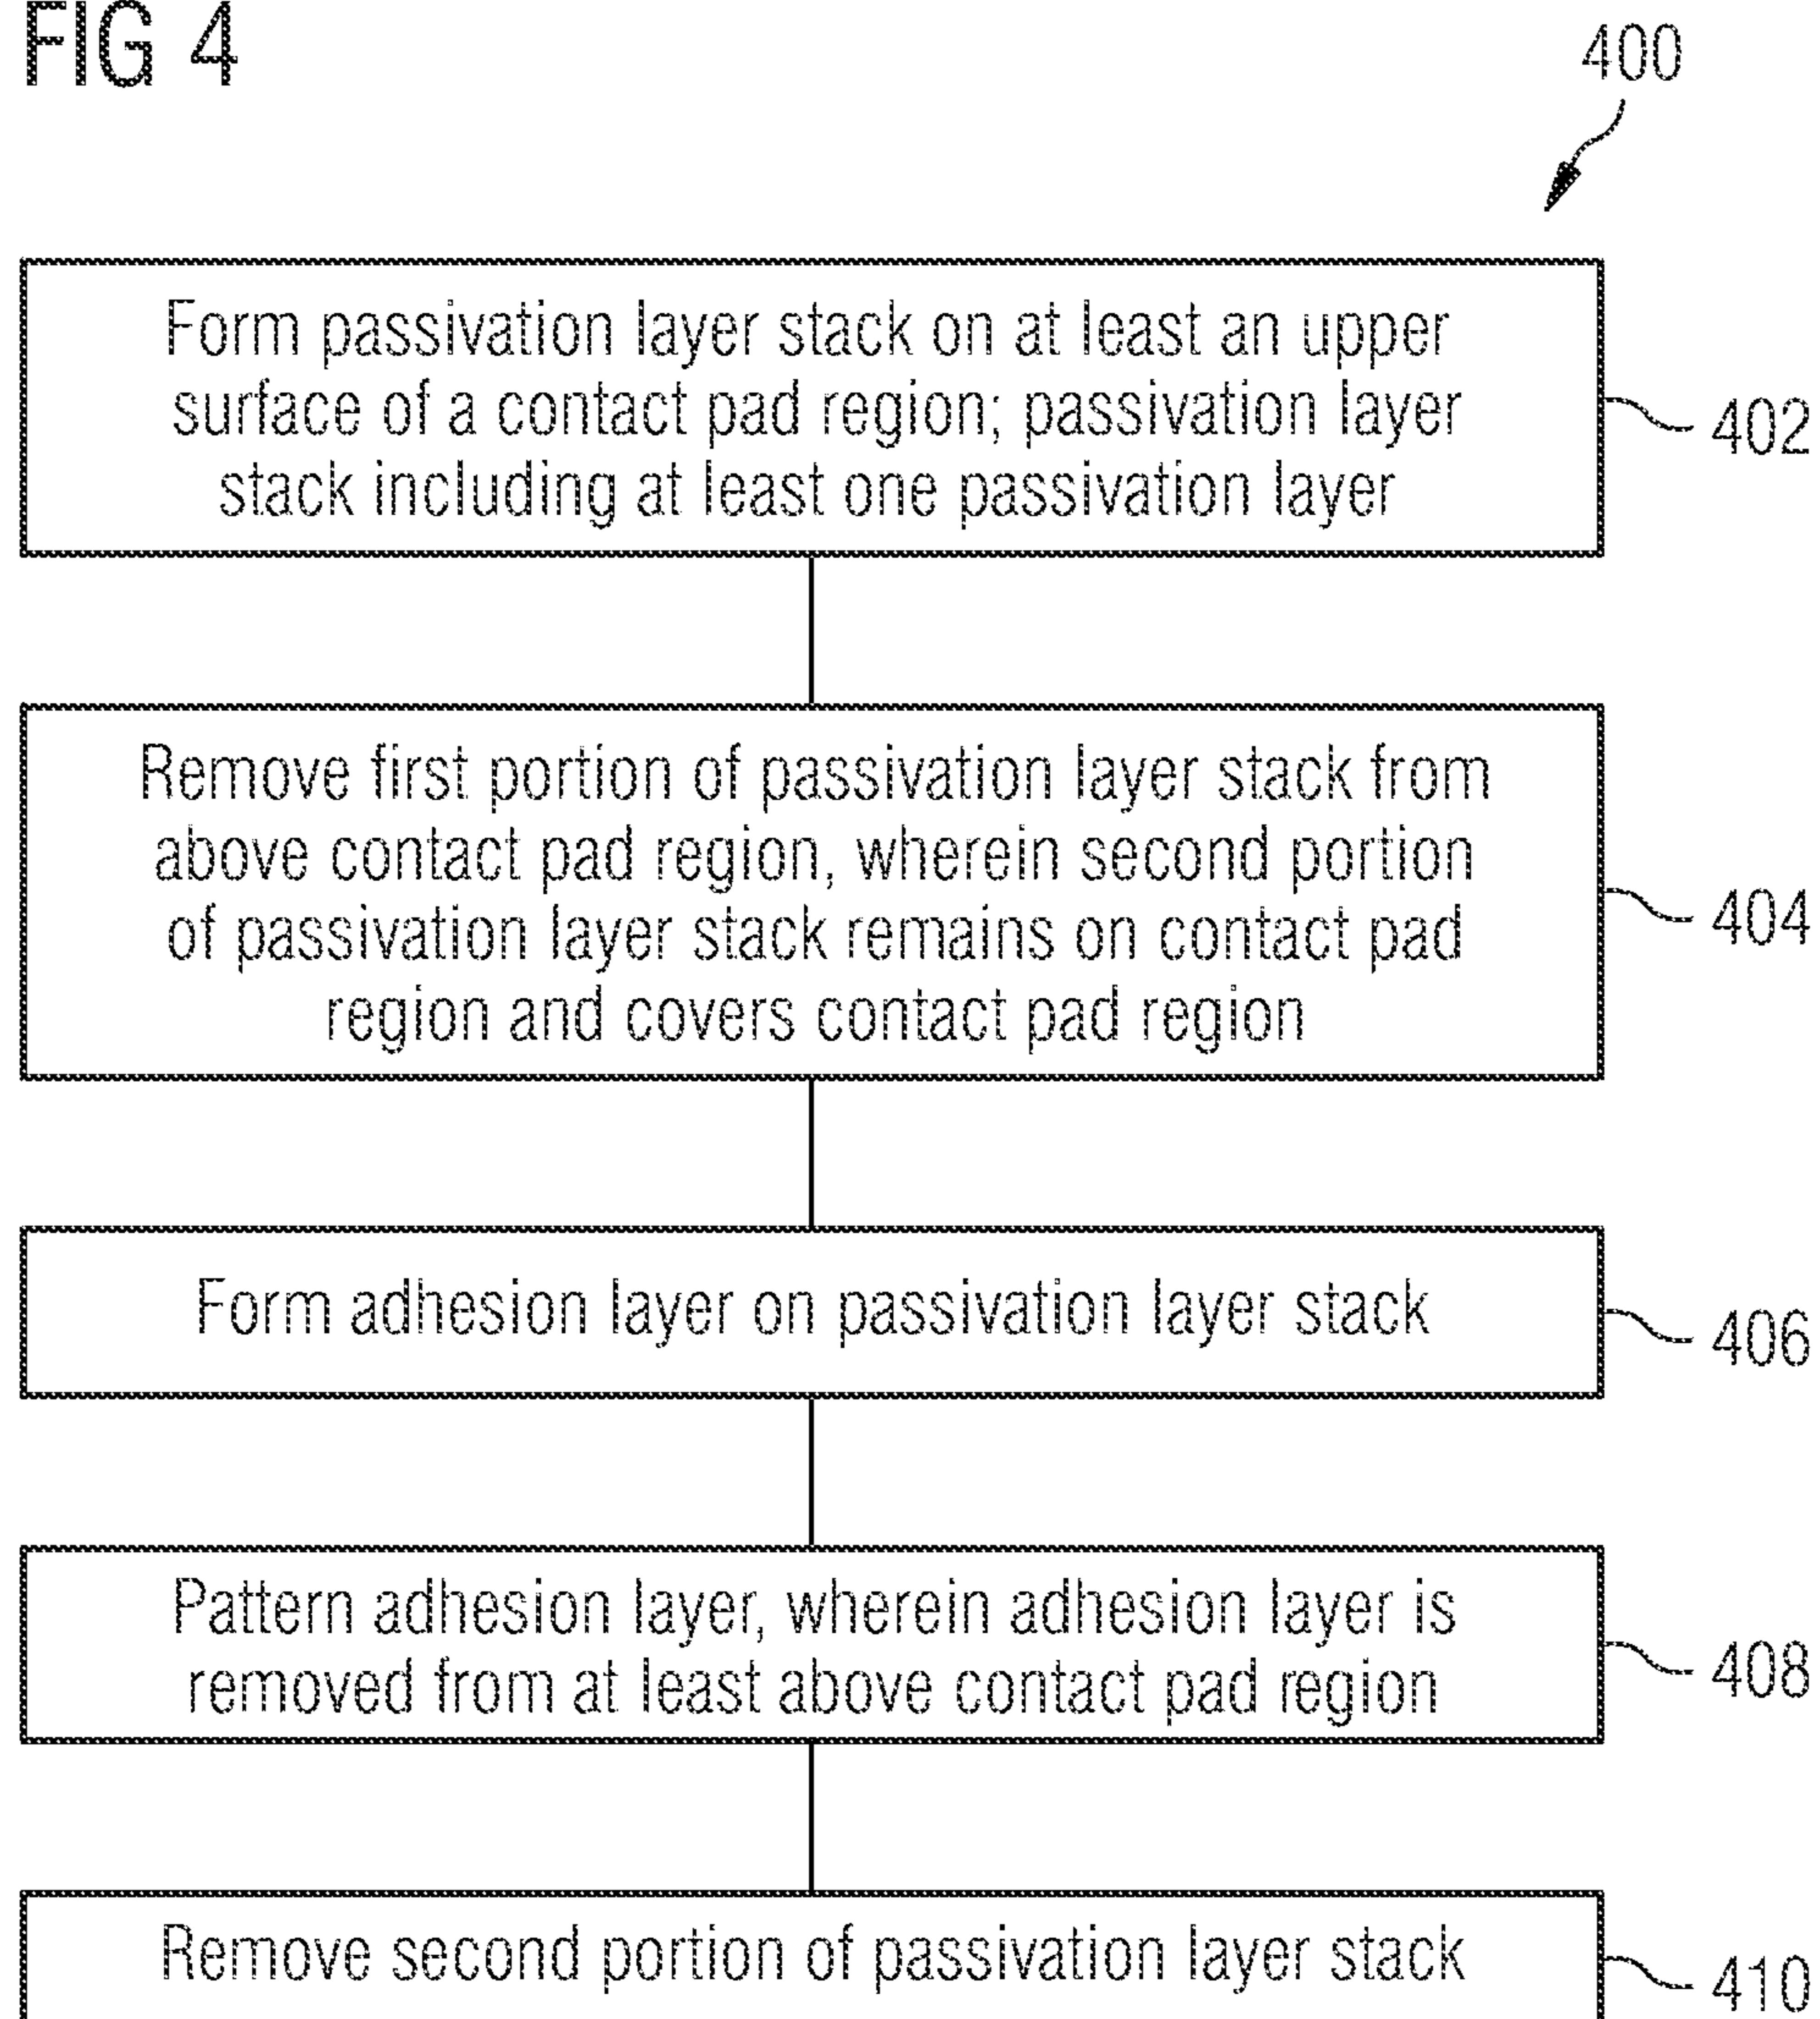 FIG 4
400
Form passivation layer stack on at least an upper
surface of a contact pad region; passivation layer
stack including at least one passivation layer
402
Remove first portion of passivation layer stack from
above contact pad region, wherein second portion
of passivation layer stack remains on contact pad
region and covers contact pad region
404
Form adhesion layer on passivation layer stack
406
Pattern adhesion layer, wherein adhesion layer is
removed from at least above contact pad region
408
Remove second portion of passivation layer stack
410